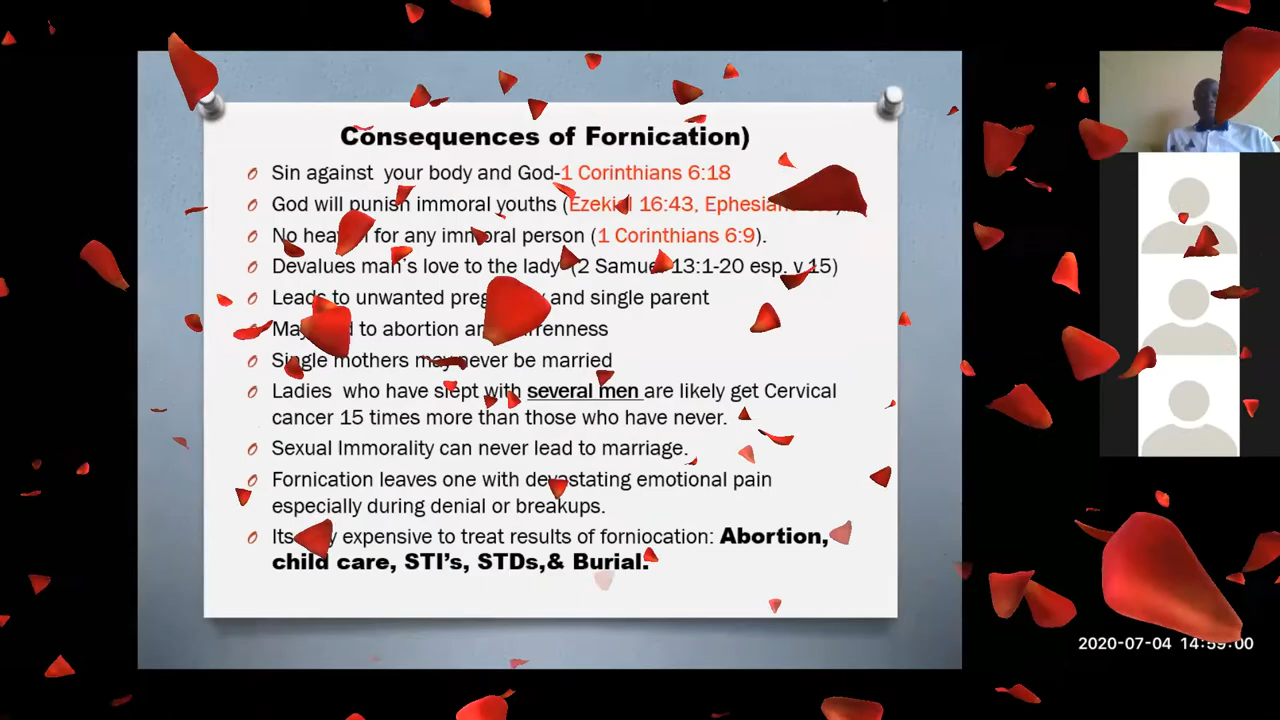 Consequences of Fornication)
Sin against your body and God-1 Corinthians 6:18
God will punish immoral youths (Ezekiel 16:43,
No heaven for any immoral person (1 Corinthians 6:9).
Devalues man's love to the lady (2 Samuel 13:1-20 esp. v 15)
Leads to unwanted pregnancy and single parent
May lead to abortion and barrenness
Single mothers may never be married
Ladies who have slept with several men are likely get Cervical
cancer 15 times more than those who have never.
Sexual Immorality can never lead to marriage.
Fornication leaves one with devastating emotional pain
especially during denial or breakups.
Its expensive to treat results of forniocation: Abortion,
child care, STI's, STDs,& Burial.
2020-07-04 14:59:00